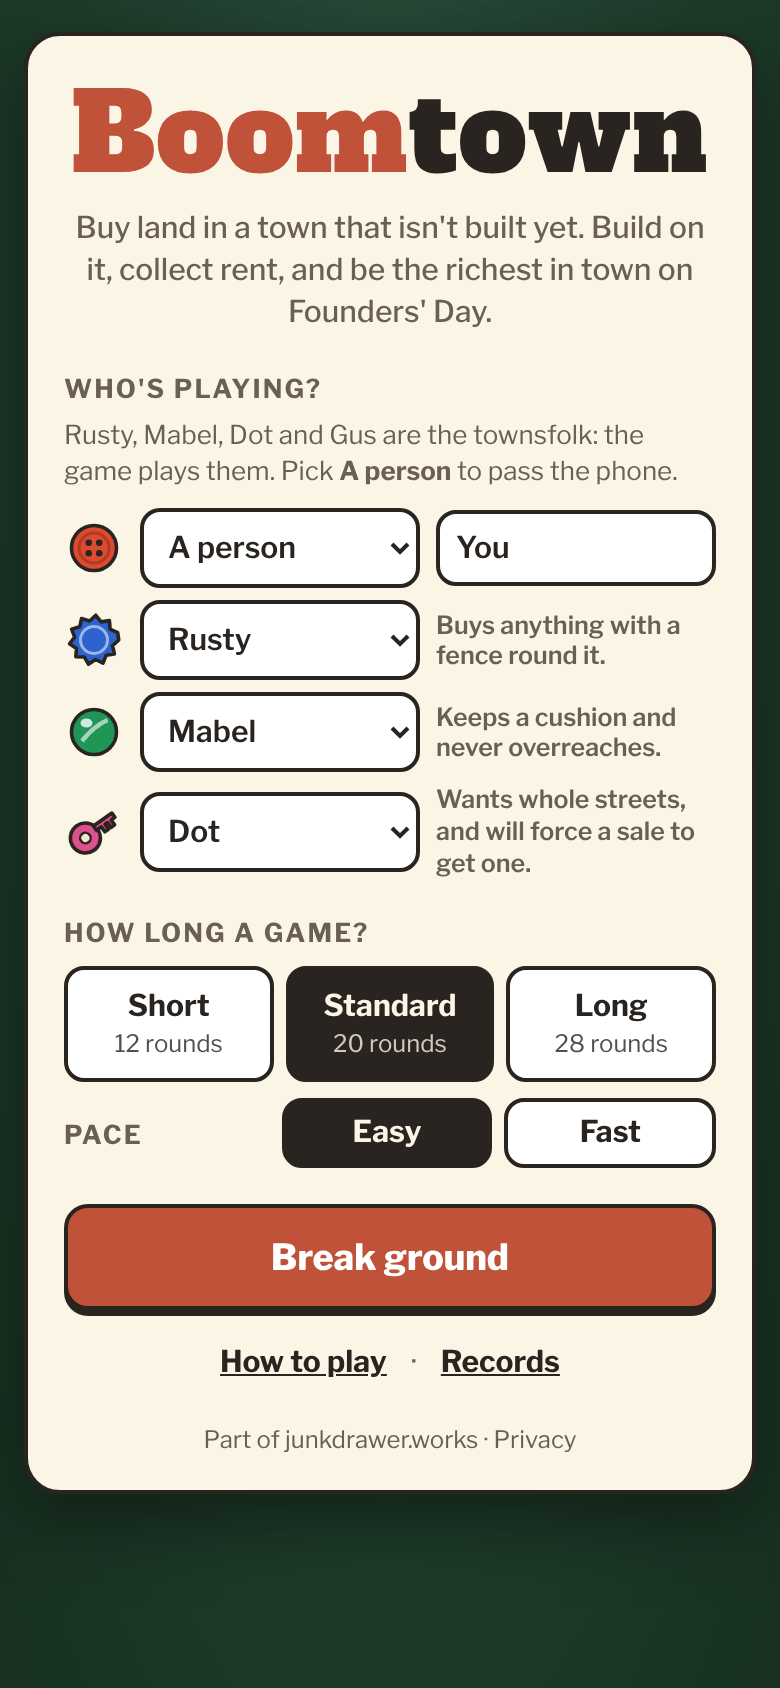 Boomtown
Buy land in a town that isn't built yet. Build on
it, collect rent, and be the richest in town on
Founders' Day.
WHO'S PLAYING?
Rusty, Mabel, Dot and Gus are the townsfolk: the
game plays them. Pick A person to pass the phone.
A person
You
Rusty
Buys anything with a
fence round it.
Mabel
Keeps a cushion and
never overreaches.
Dot
Wants whole streets,
and will force a sale to
get one.
HOW LONG A GAME?
Short
12 rounds
Standard
20 rounds
Long
28 rounds
PACE
Easy
Fast
Break ground
How to play · Records
Part of junkdrawer.works · Privacy